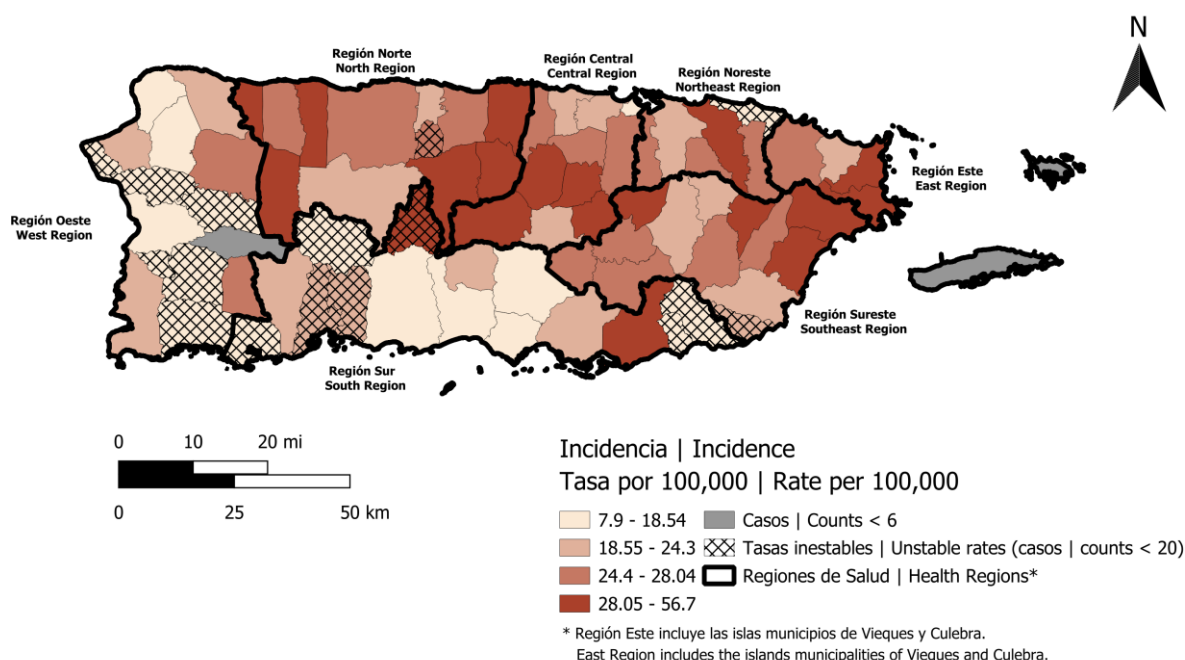 N
Región Norte
North Region
Región Central
Central Region
Región Noreste
Northeast Region
Región Este
East Region
Región Oeste
West Region
Región Sureste
Southeast Region
Región Sur
South Region
0 10 20 mi
0 25 50 km
Incidencia | Incidence
Tasa por 100,000 | Rate per 100,000
7.9 - 18.54 Casos | Counts < 6
18.55 - 24.3 Tasas inestables | Unstable rates (casos | counts < 20)
24.4 - 28.04 Regiones de Salud | Health Regions*
28.05 - 56.7
* Región Este incluye las islas municipios de Vieques y Culebra.
East Region includes the islands municipalities of Vieques and Culebra.